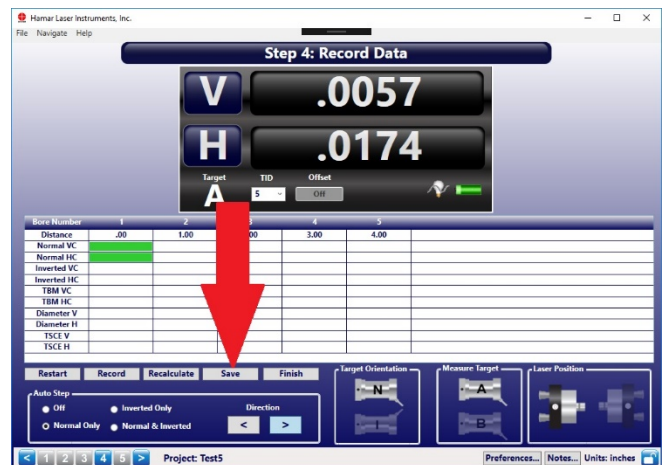 Hamar Laser Instruments, Inc.
File Navigate Help
Step 4: Record Data
V .0057
H .0174
Target TID Offset
A 5 Off
Bore Number 1 2 3 4 5
Distance .00 1.00 .00 3.00 4.00
Normal VC
Normal HC
Inverted VC
Inverted HC
TBM VC
TBM HC
Diameter V
Diameter H
TSCE V
TSCE H
Restart Record Recalculate Save Finish
Target Orientation Measure Target Laser Position
N A
Auto Step
Off Inverted Only Direction
Normal Only Normal & Inverted < >
I B
< 1 2 3 4 5 > Project: Test5 Preferences... Notes... Units: inches